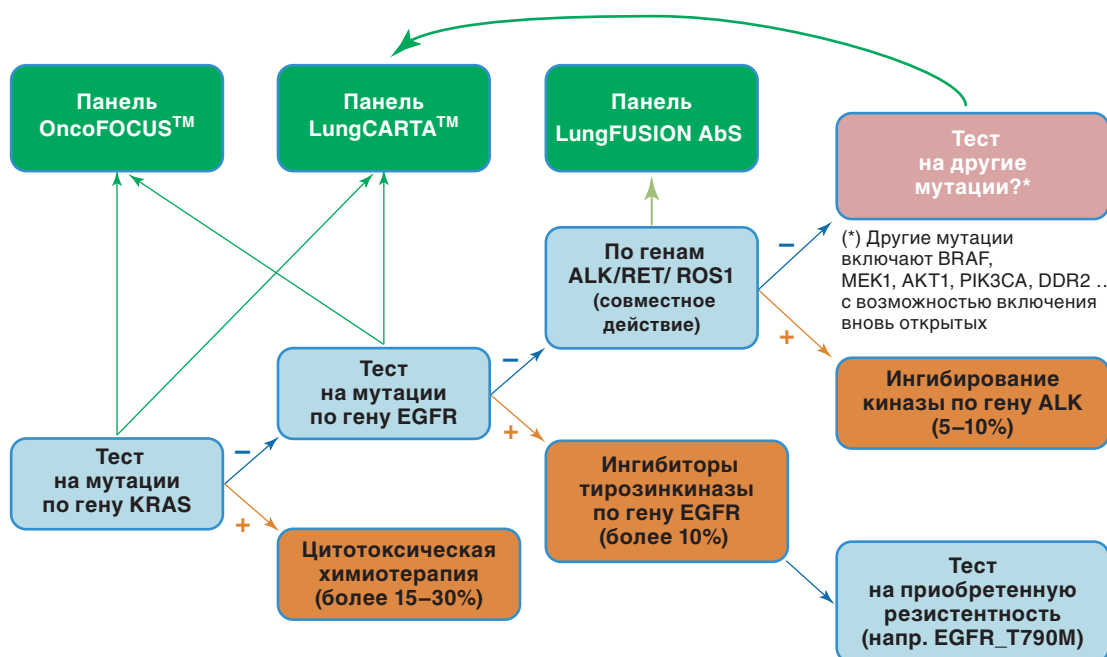 Панель
OncoFOCUS™
Панель
LungCARTA™
Панель
LungFUSION AbS
Тест
на другие
мутации?*
(*) Другие мутации
включают BRAF,
MEK1, AKT1, PIK3CA, DDR2 ...
с возможностью включения
вновь открытых
По генам
ALK/RET/ ROS1
(совместное
действие)
–
+
Ингибирование
киназы по гену ALK
(5–10%)
Тест
на мутации
по гену EGFR
–
+
Ингибиторы
тирозинкиназы
по гену EGFR
(более 10%)
Тест
на мутации
по гену KRAS
–
+
Цитотоксическая
химиотерапия
(более 15–30%)
Тест
на приобретенную
резистентность
(напр. EGFR_T790M)